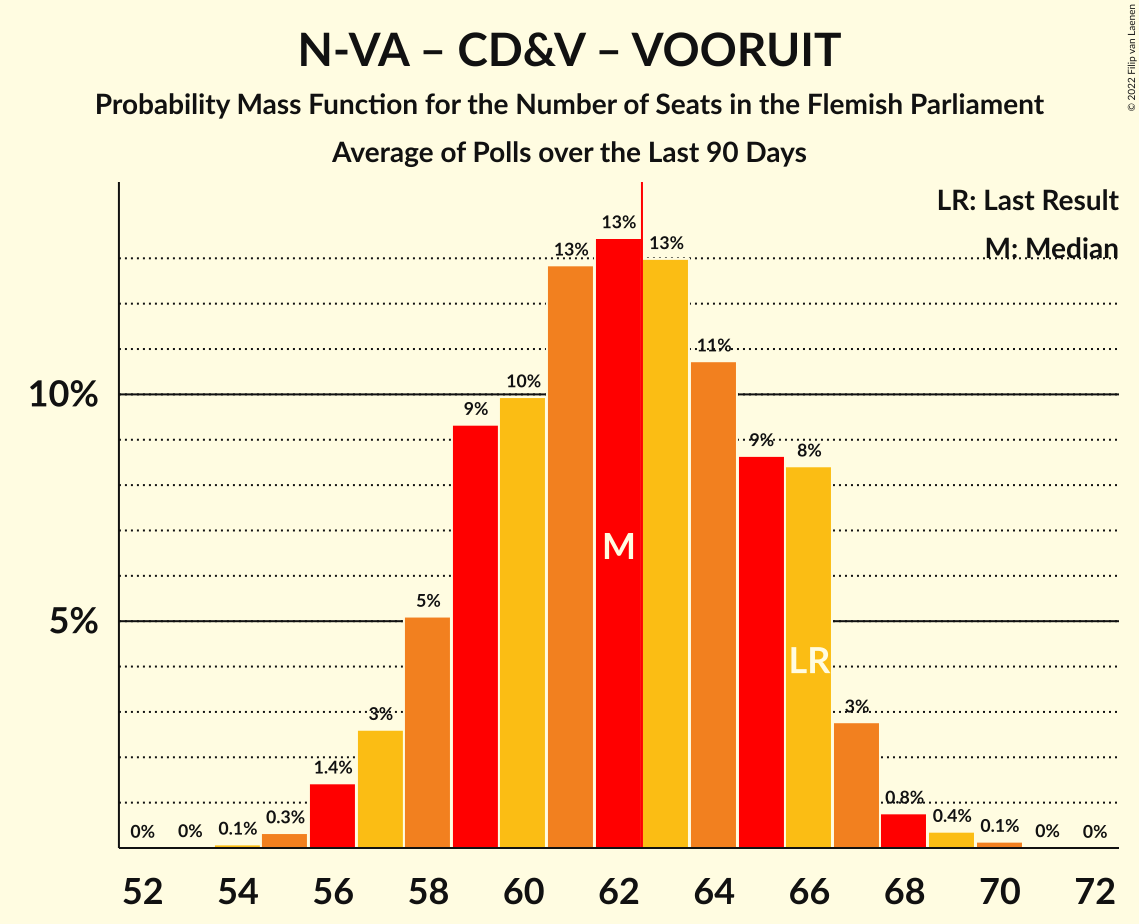 © 2022 Filip van Laenen
N-VA – CD&V – VOORUIT
Probability Mass Function for the Number of Seats in the Flemish Parliament
Average of Polls over the Last 90 Days
LR: Last Result
M: Median
10%
5%
0%
0%
0.1%
0.3%
1.4%
3%
5%
9%
10%
13%
13%
13%
11%
9%
8%
3%
0.8%
0.4%
0.1%
0%
0%
M
LR
52 54 56 58 60 62 64 66 68 70 72